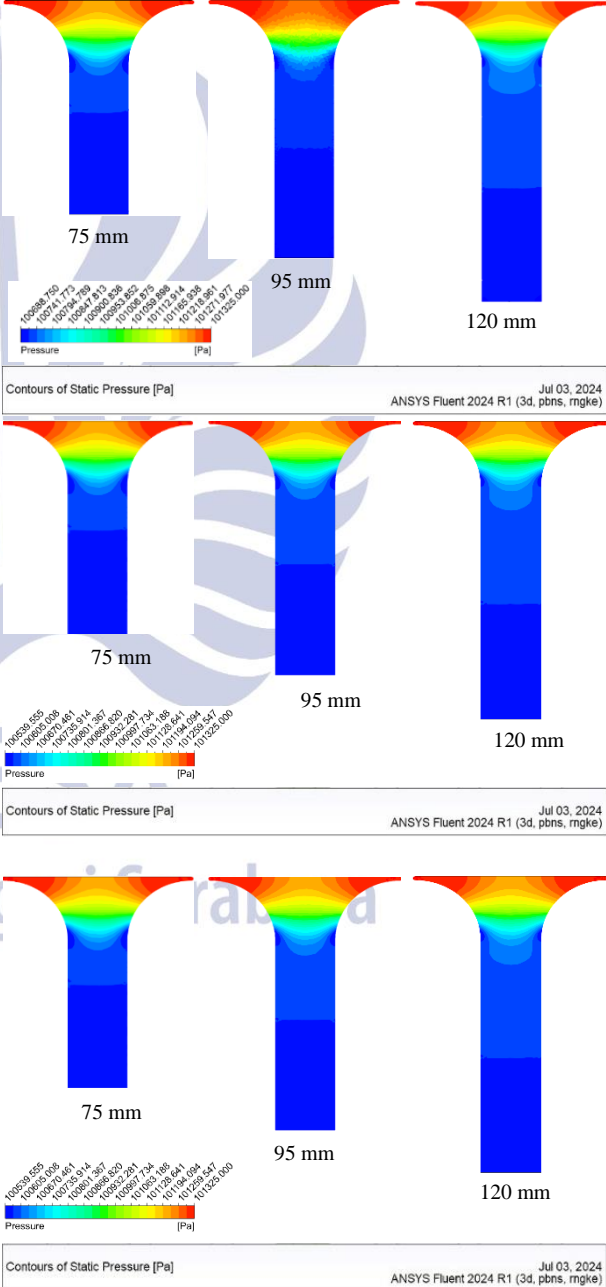 75 mm
95 mm
120 mm
100688.750
100741.773
100794.789
100847.813
100900.836
100953.852
101006.875
101059.898
101112.914
101165.938
101218.961
101271.977
101325.000
Pressure [Pa]
Contours of Static Pressure [Pa] Jul 03, 2024
ANSYS Fluent 2024 R1 (3d, pbns, rngke)
75 mm
95 mm
120 mm
100539.555
100605.008
100670.461
100735.914
100801.367
100866.820
100932.281
100997.734
101063.188
101128.641
101194.094
101259.547
101325.000
Pressure [Pa]
Contours of Static Pressure [Pa] Jul 03, 2024
ANSYS Fluent 2024 R1 (3d, pbns, rngke)
75 mm
95 mm
120 mm
100539.555
100605.008
100670.461
100735.914
100801.367
100866.820
100932.281
100997.734
101063.188
101128.641
101194.094
101259.547
101325.000
Pressure [Pa]
Contours of Static Pressure [Pa] Jul 03, 2024
ANSYS Fluent 2024 R1 (3d, pbns, rngke)